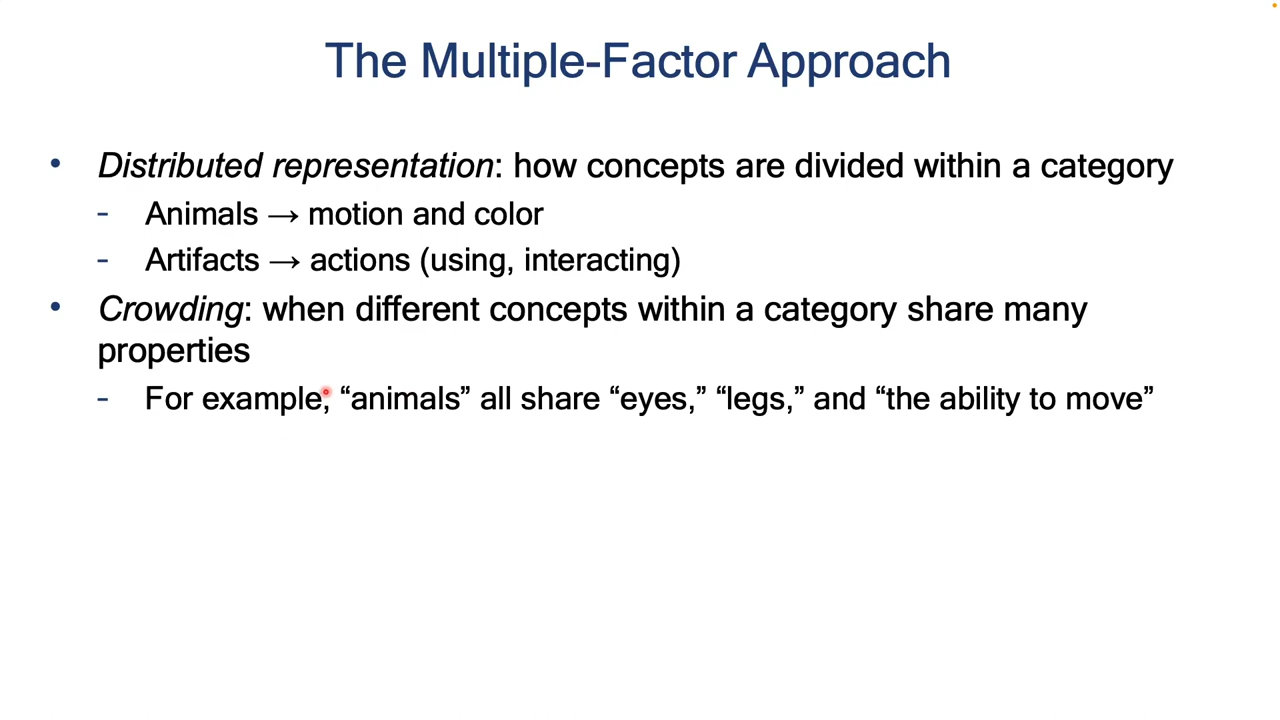 The Multiple-Factor Approach
• Distributed representation: how concepts are divided within a category
- Animals → motion and color
- Artifacts → actions (using, interacting)
• Crowding: when different concepts within a category share many
properties
- For example, “animals” all share “eyes,” “legs,” and “the ability to move”